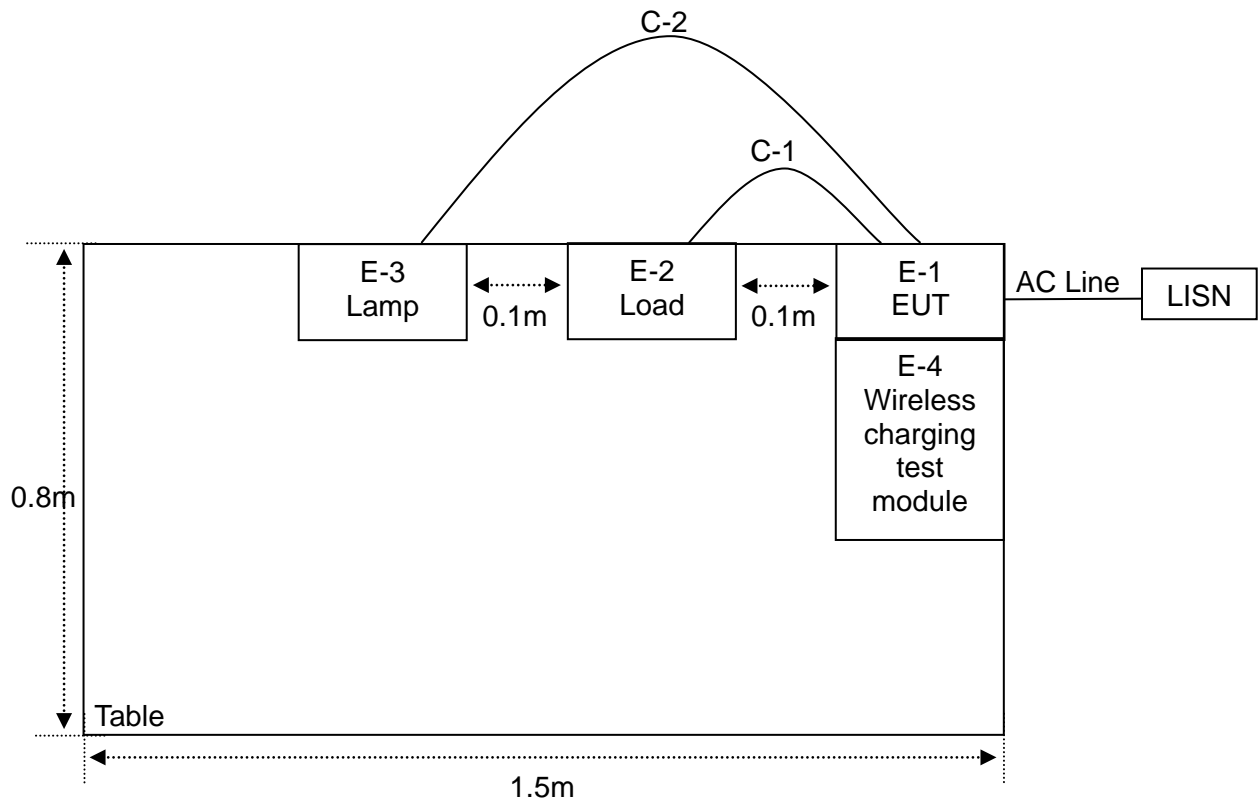 C-2
C-1
E-3
Lamp
0.1m
E-2
Load
0.1m
E-1
EUT
AC Line
LISN
E-4
Wireless
charging
test
module
0.8m
Table
1.5m